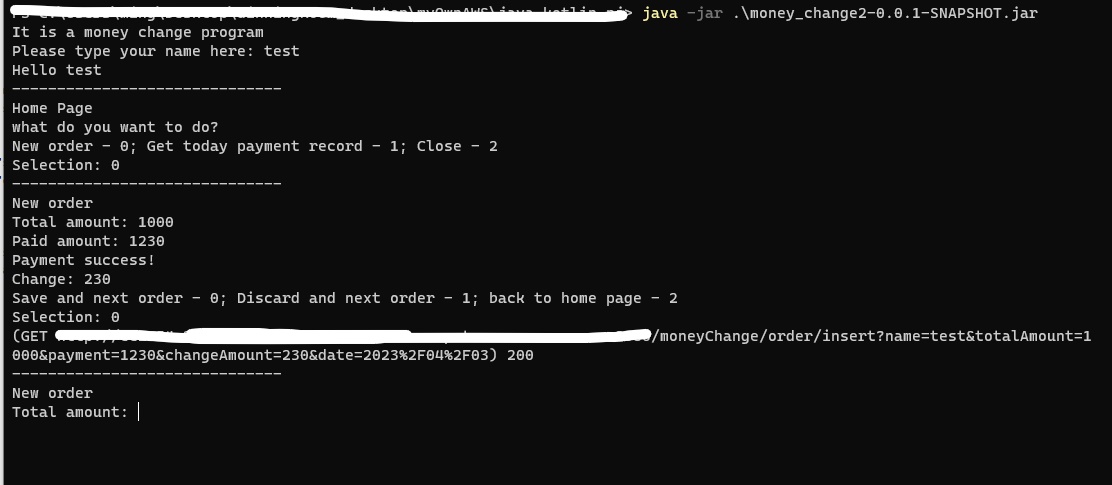 java -jar .\money_change2-0.0.1-SNAPSHOT.jar
It is a money change program
Please type your name here: test
Hello test
------------------------------
Home Page
what do you want to do?
New order - 0; Get today payment record - 1; Close - 2
Selection: 0
------------------------------
New order
Total amount: 1000
Paid amount: 1230
Payment success!
Change: 230
Save and next order - 0; Discard and next order - 1; back to home page - 2
Selection: 0
(GET /moneyChange/order/insert?name=test&totalAmount=1
000&payment=1230&changeAmount=230&date=2023%2F04%2F03) 200
------------------------------
New order
Total amount: